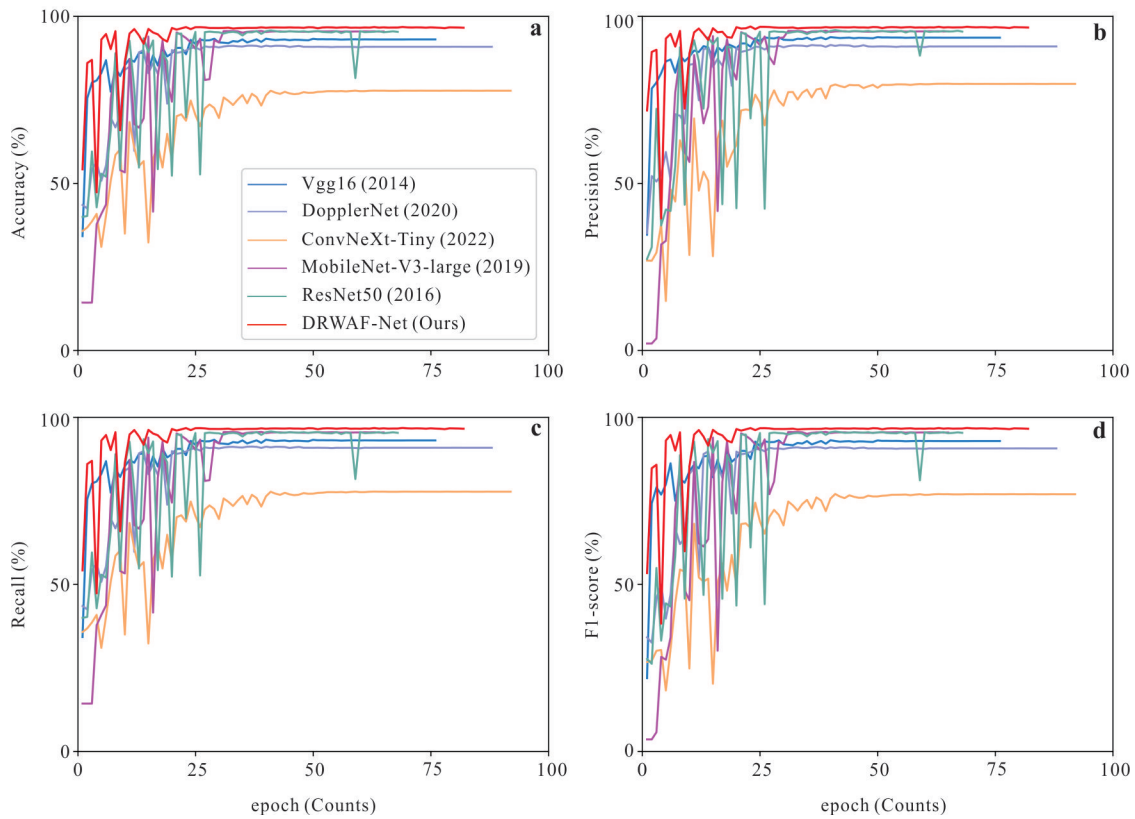 100
a
50
0
Accuracy (%)
0
25
50
75
100
Vgg16 (2014)
DopplerNet (2020)
ConvNeXt-Tiny (2022)
MobileNet-V3-large (2019)
ResNet50 (2016)
DRWAF-Net (Ours)
100
b
50
0
Precision (%)
0
25
50
75
100
100
c
50
0
Recall (%)
0
25
50
75
100
epoch (Counts)
100
d
50
0
F1-score (%)
0
25
50
75
100
epoch (Counts)